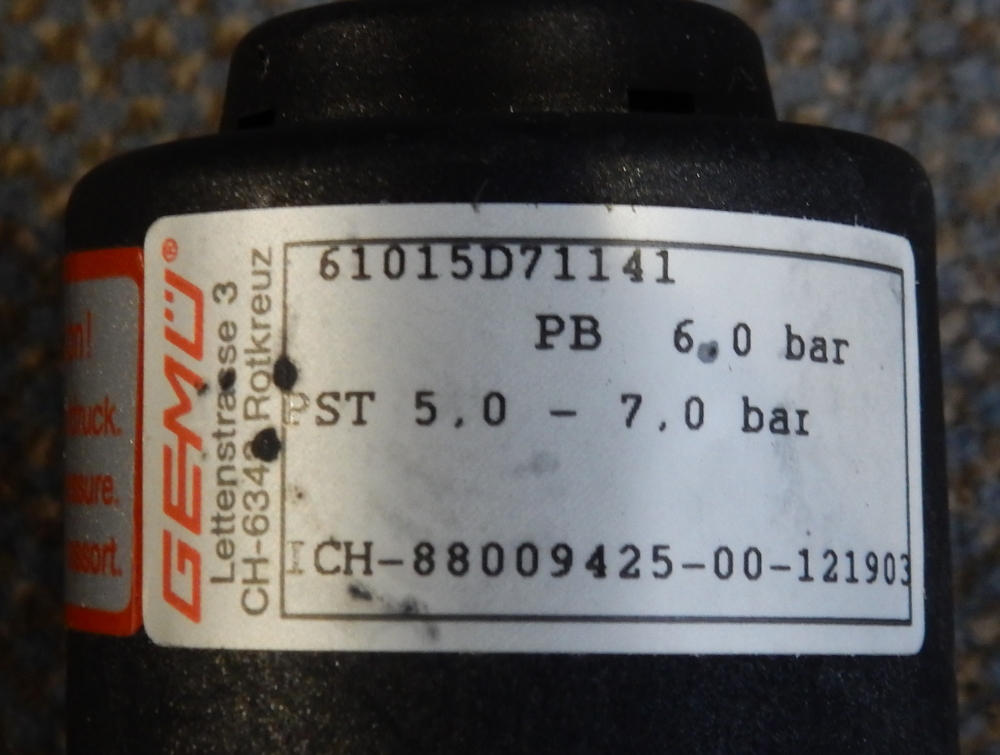 61015D71141
PB 6.0 bar
PST 5,0 - 7,0 bar
ICH-88009425-00-121903
GEMÜ®
Lettenstrasse 3
CH-6343 Rotkreuz